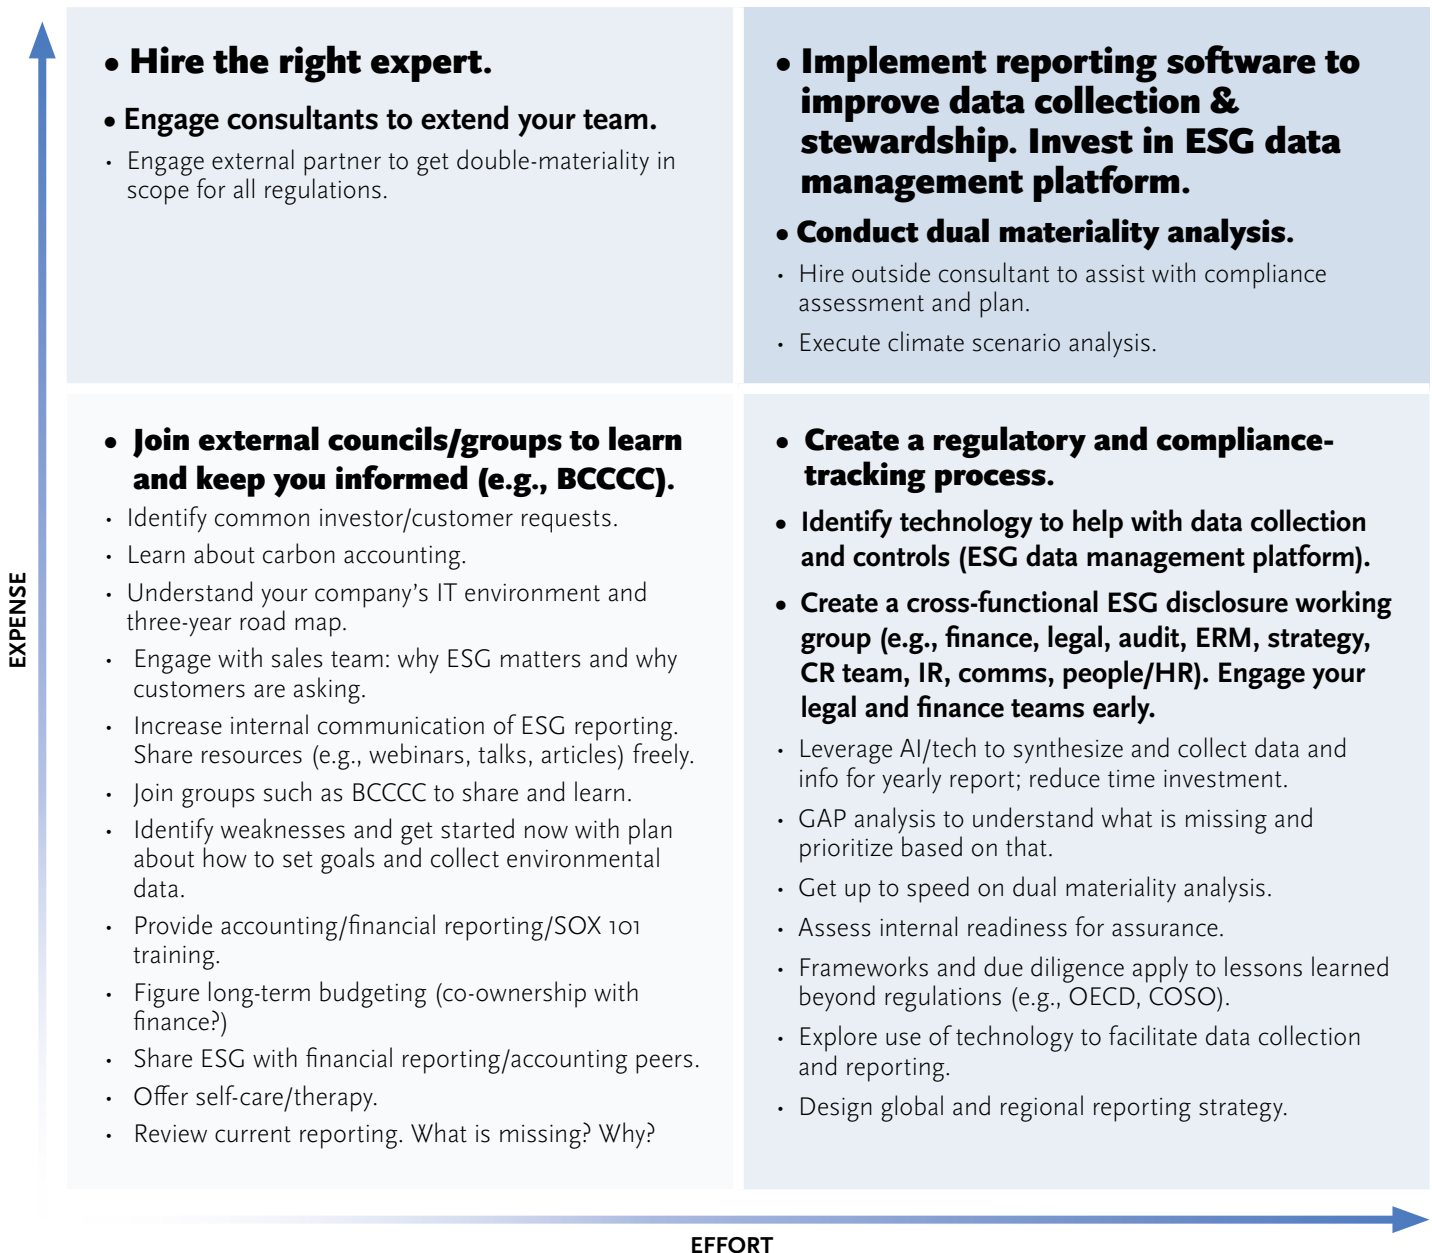 • Hire the right expert.
• Engage consultants to extend your team.
· Engage external partner to get double-materiality in
scope for all regulations.
• Implement reporting software to
improve data collection &
stewardship. Invest in ESG data
management platform.
• Conduct dual materiality analysis.
· Hire outside consultant to assist with compliance
assessment and plan.
· Execute climate scenario analysis.
EXPENSE
• Join external councils/groups to learn
and keep you informed (e.g., BCCCC).
· Identify common investor/customer requests.
· Learn about carbon accounting.
· Understand your company's IT environment and
three-year road map.
· Engage with sales team: why ESG matters and why
customers are asking.
· Increase internal communication of ESG reporting.
Share resources (e.g., webinars, talks, articles) freely.
· Join groups such as BCCCC to share and learn.
· Identify weaknesses and get started now with plan
about how to set goals and collect environmental
data.
· Provide accounting/financial reporting/SOX 101
training.
· Figure long-term budgeting (co-ownership with
finance?)
· Share ESG with financial reporting/accounting peers.
· Offer self-care/therapy.
· Review current reporting. What is missing? Why?
• Create a regulatory and compliance-
tracking process.
• Identify technology to help with data collection
and controls (ESG data management platform).
• Create a cross-functional ESG disclosure working
group (e.g., finance, legal, audit, ERM, strategy,
CR team, IR, comms, people/HR). Engage your
legal and finance teams early.
· Leverage AI/tech to synthesize and collect data and
info for yearly report; reduce time investment.
· GAP analysis to understand what is missing and
prioritize based on that.
· Get up to speed on dual materiality analysis.
· Assess internal readiness for assurance.
· Frameworks and due diligence apply to lessons learned
beyond regulations (e.g., OECD, COSO).
· Explore use of technology to facilitate data collection
and reporting.
· Design global and regional reporting strategy.
EFFORT